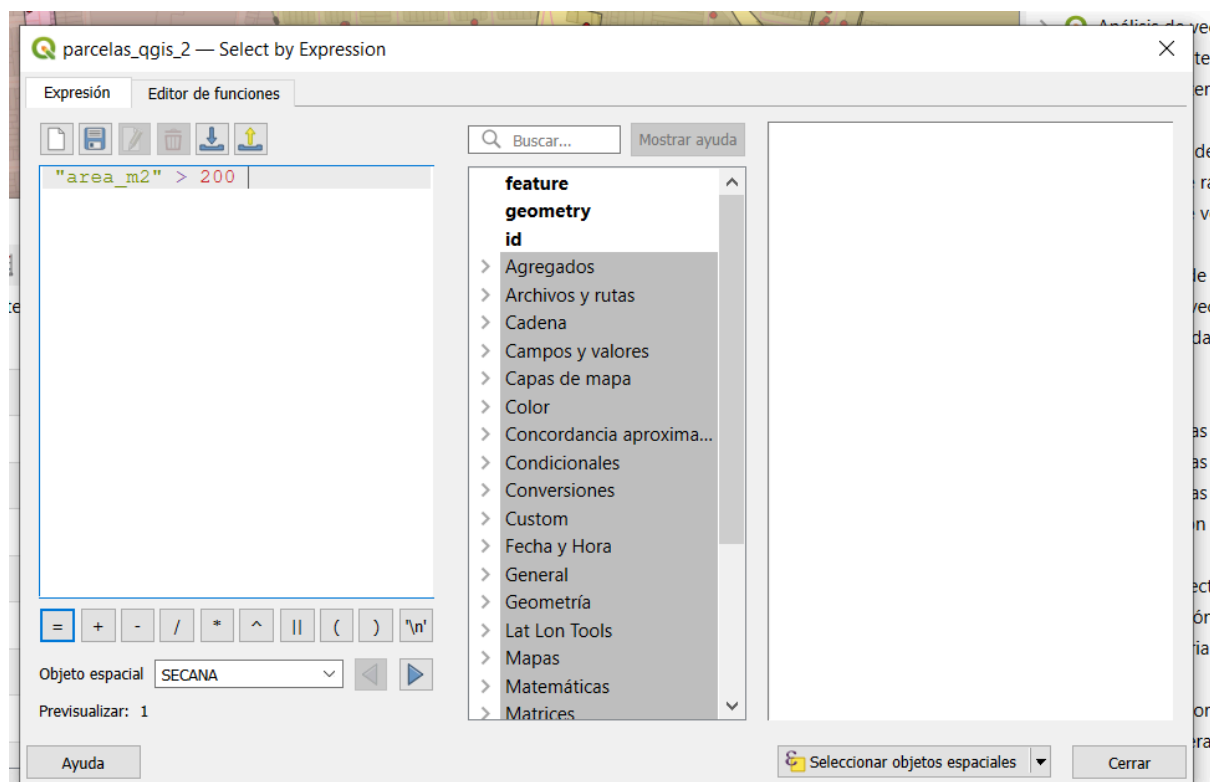 parcelas_qgis_2 — Select by Expression
Expresión
Editor de funciones
Buscar...
Mostrar ayuda
"area_m2" > 200
feature
geometry
id
Agregados
Archivos y rutas
Cadena
Campos y valores
Capas de mapa
Color
Concordancia aproxima...
Condicionales
Conversiones
Custom
Fecha y Hora
General
Geometría
Lat Lon Tools
Mapas
Matemáticas
Matrices
= + - / * ^ || ( ) '\n'
Objeto espacial SECANA
Previsualizar: 1
Ayuda
Seleccionar objetos espaciales
Cerrar